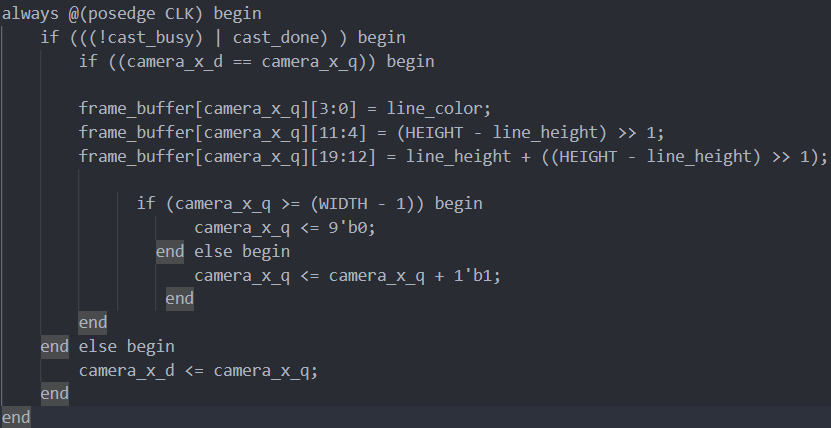 always @(posedge CLK) begin
if (((!cast_busy) | cast_done) ) begin
if ((camera_x_d == camera_x_q)) begin
frame_buffer[camera_x_q][3:0] = line_color;
frame_buffer[camera_x_q][11:4] = (HEIGHT - line_height) >> 1;
frame_buffer[camera_x_q][19:12] = line_height + ((HEIGHT - line_height) >> 1);
if (camera_x_q >= (WIDTH - 1)) begin
camera_x_q <= 9'b0;
end else begin
camera_x_q <= camera_x_q + 1'b1;
end
end
end else begin
camera_x_d <= camera_x_q;
end
end